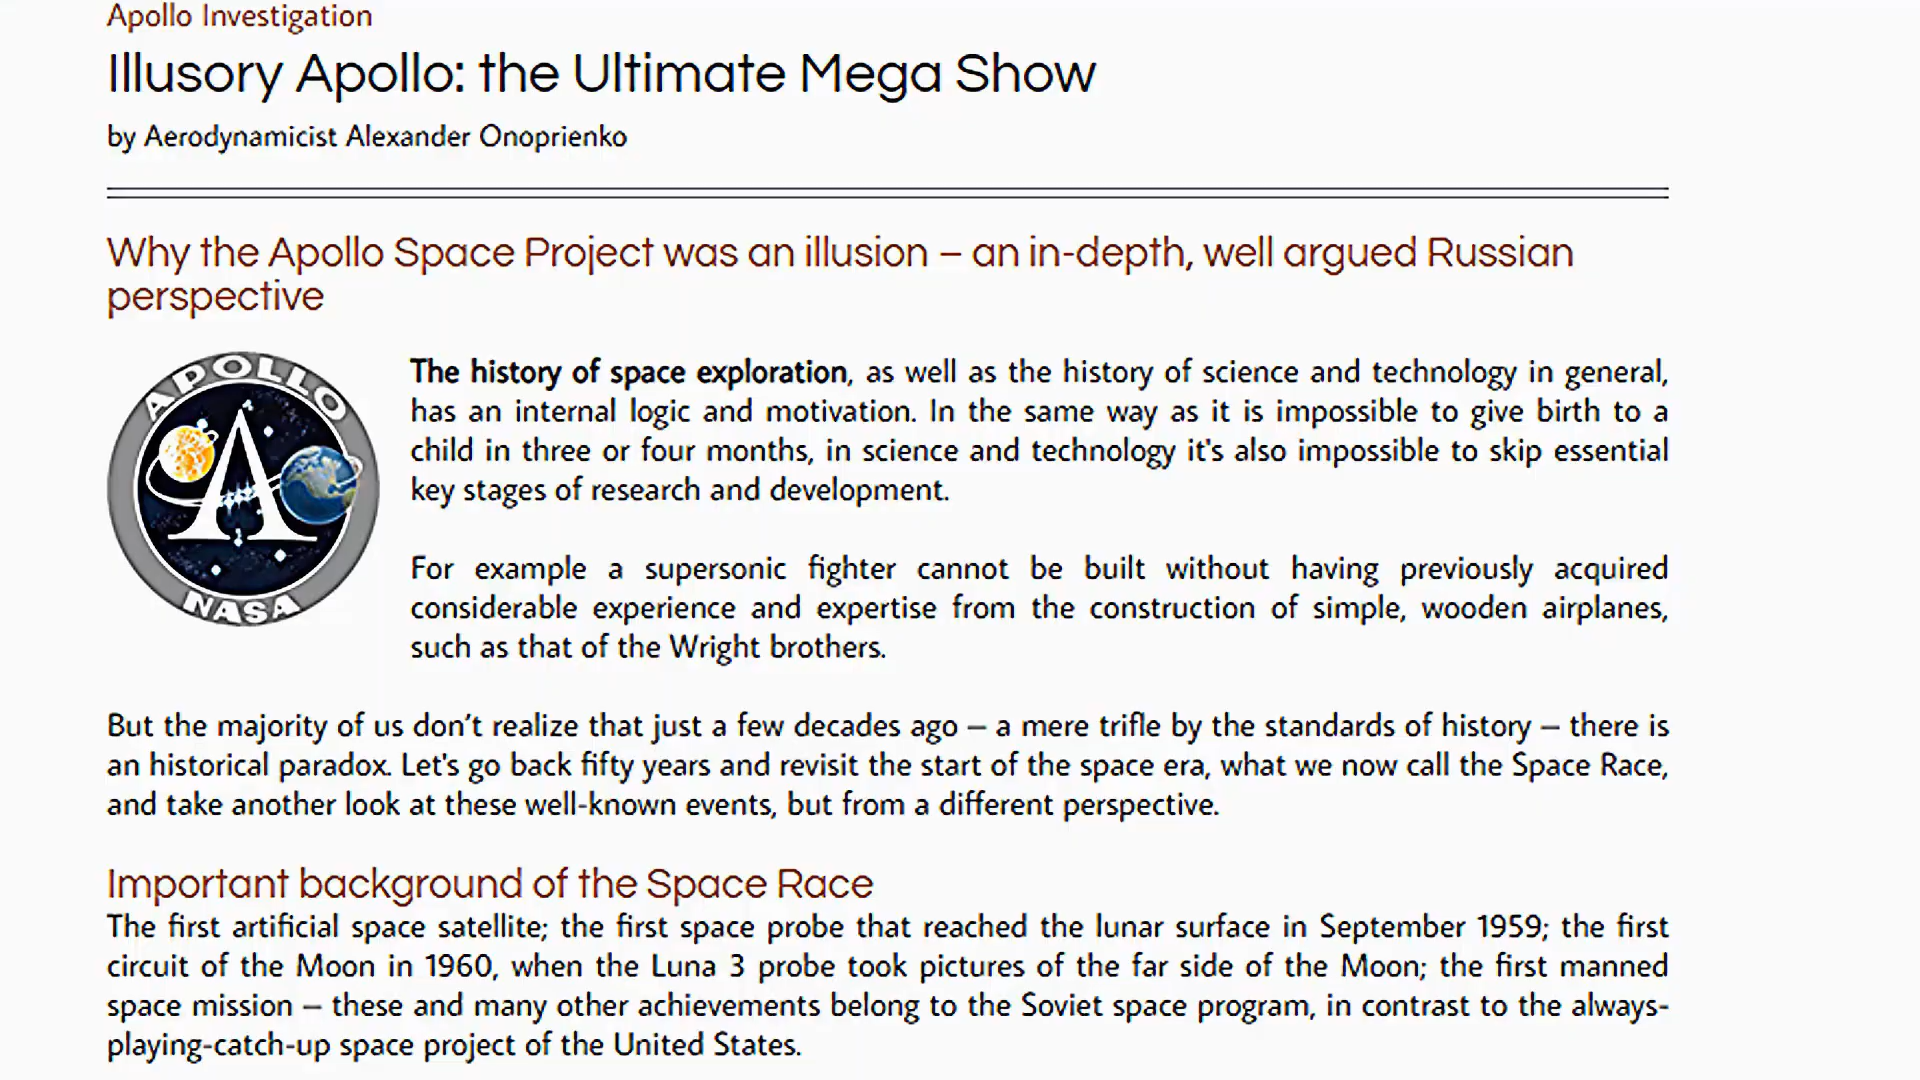 Apollo Investigation
Illusory Apollo: the Ultimate Mega Show
by Aerodynamicist Alexander Onoprienko
Why the Apollo Space Project was an illusion – an in-depth, well argued Russian
perspective
APOLLO
A
NASA
The history of space exploration, as well as the history of science and technology in general,
has an internal logic and motivation. In the same way as it is impossible to give birth to a
child in three or four months, in science and technology it's also impossible to skip essential
key stages of research and development.
For example a supersonic fighter cannot be built without having previously acquired
considerable experience and expertise from the construction of simple, wooden airplanes,
such as that of the Wright brothers.
But the majority of us don’t realize that just a few decades ago – a mere trifle by the standards of history – there is
an historical paradox. Let's go back fifty years and revisit the start of the space era, what we now call the Space Race,
and take another look at these well-known events, but from a different perspective.
Important background of the Space Race
The first artificial space satellite; the first space probe that reached the lunar surface in September 1959; the first
circuit of the Moon in 1960, when the Luna 3 probe took pictures of the far side of the Moon; the first manned
space mission – these and many other achievements belong to the Soviet space program, in contrast to the always-
playing-catch-up space project of the United States.